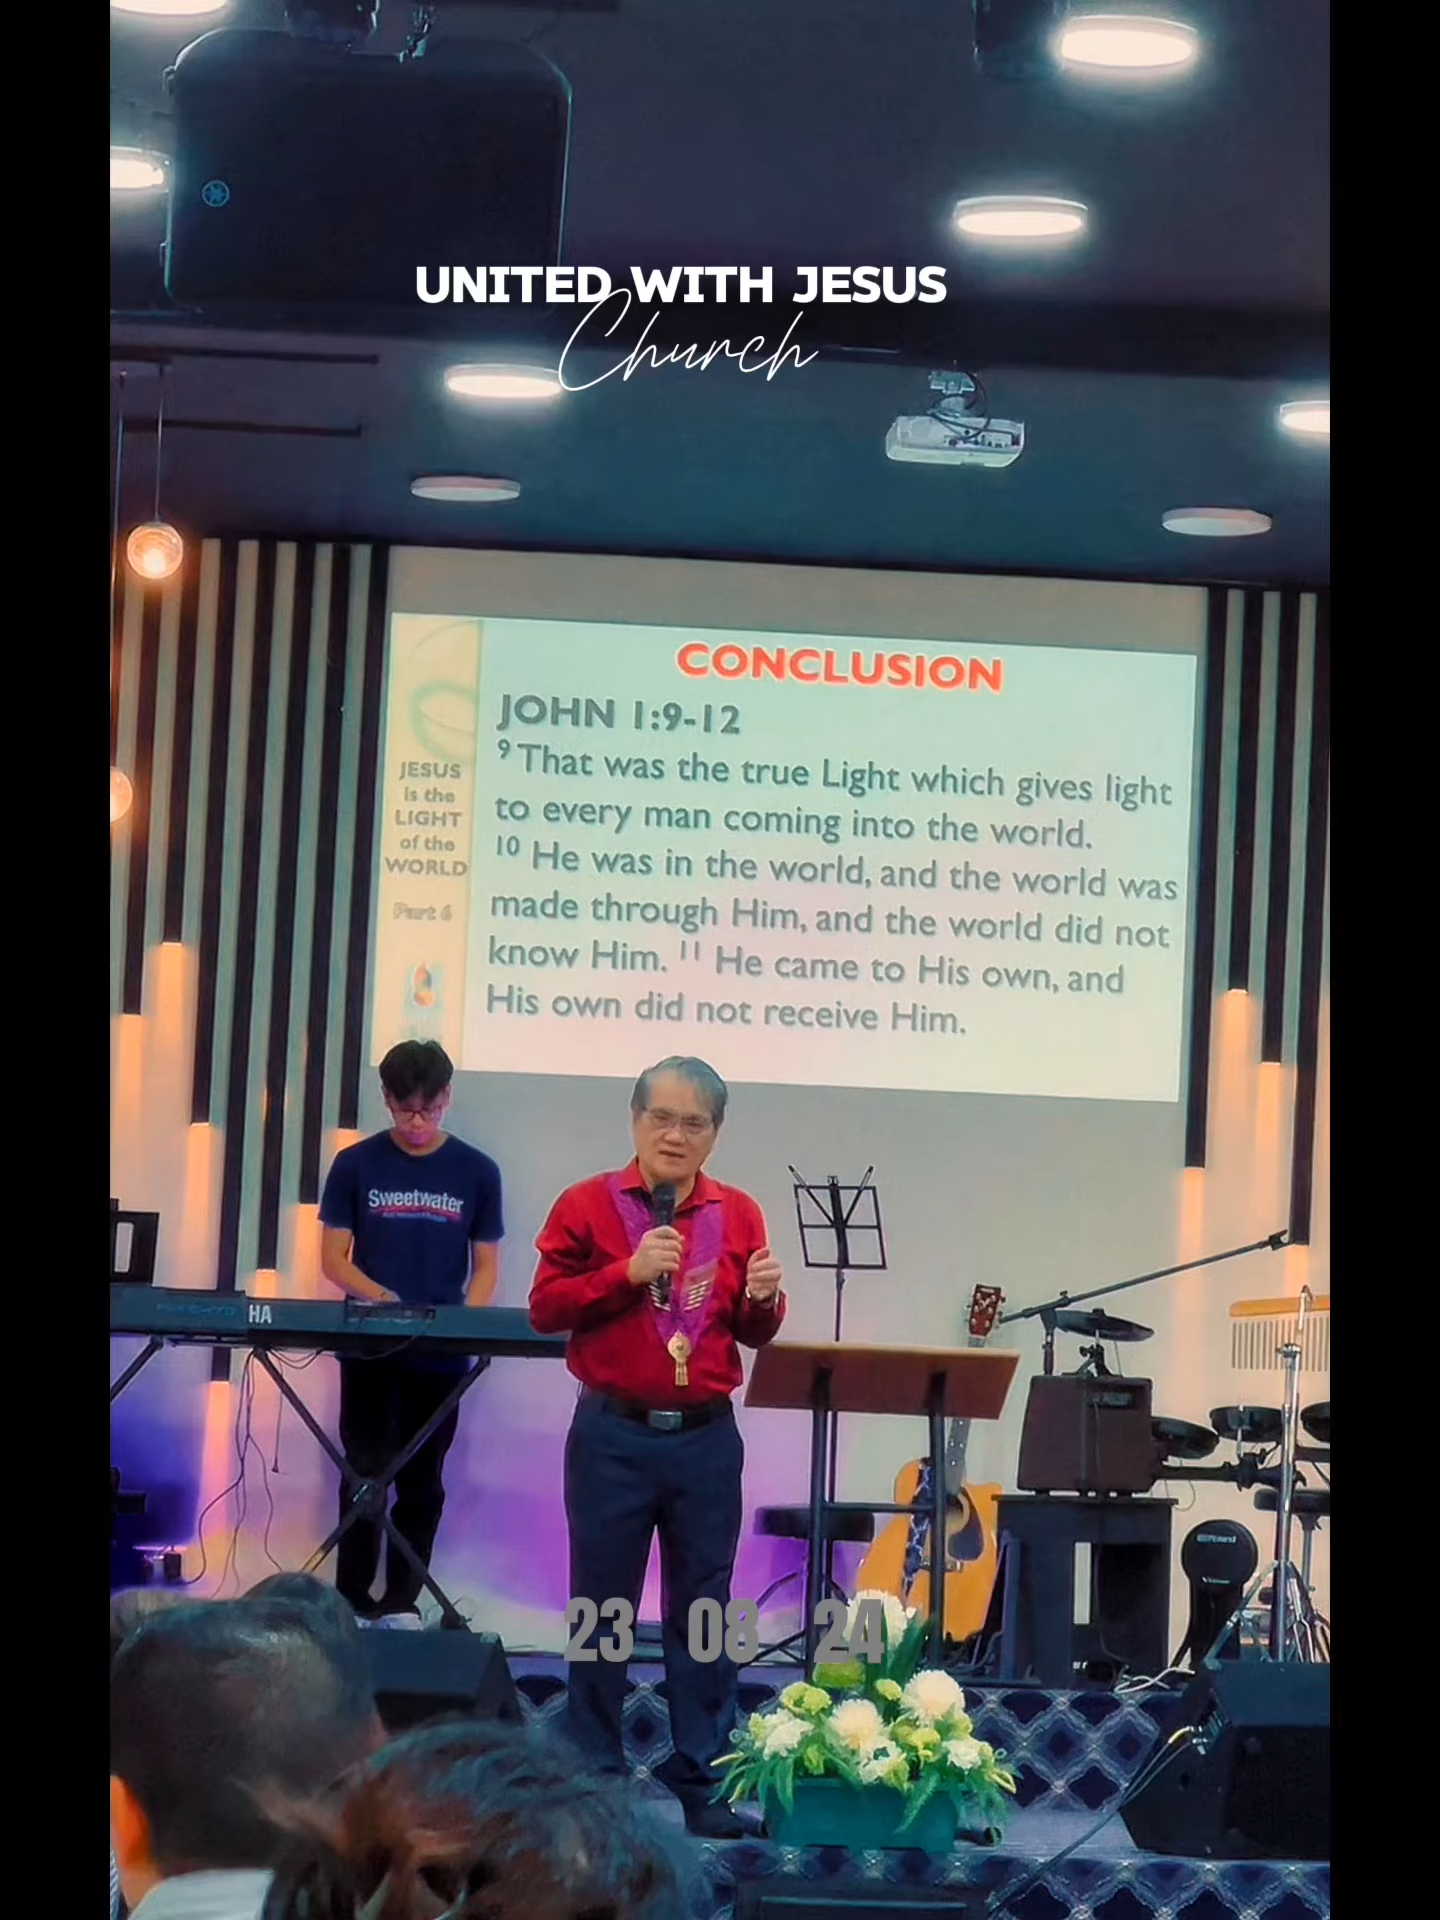 UNITED WITH JESUS
Church
CONCLUSION
JOHN 1:9-12
9 That was the true Light which gives light
to every man coming into the world.
10 He was in the world, and the world was
made through Him, and the world did not
know Him. 11 He came to His own, and
His own did not receive Him.
JESUS
is the
LIGHT
of the
WORLD
Part 6
Sweetwater
HA
Roland
23 08 24